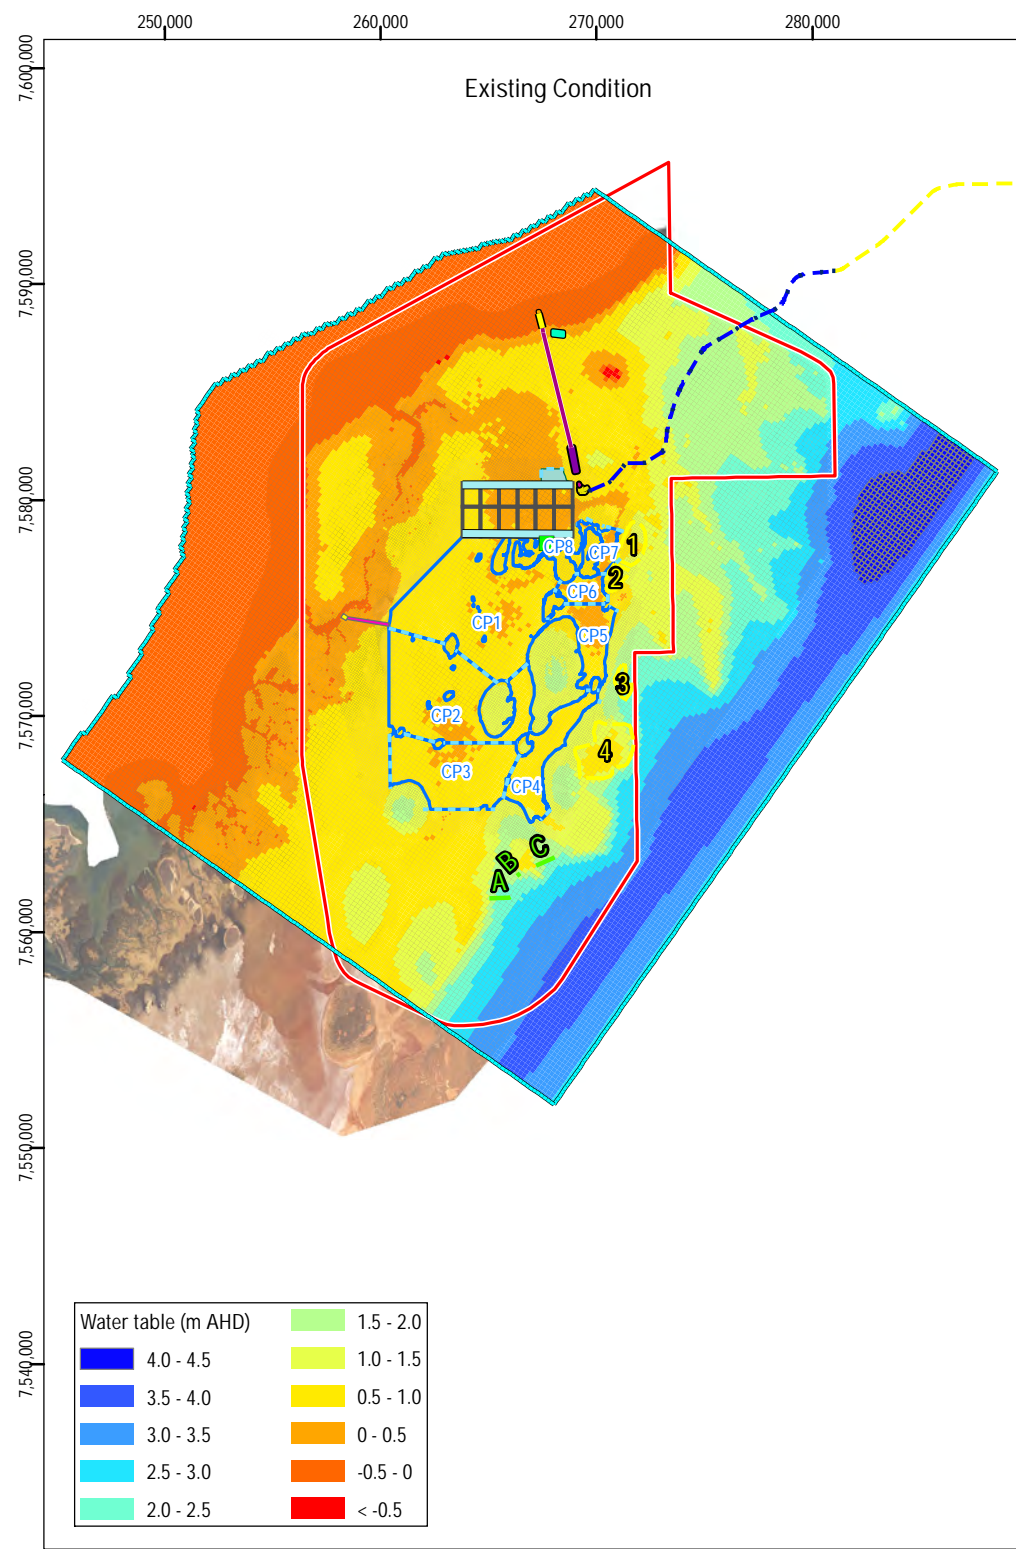 250,000
260,000
270,000
280,000
7,600,000
Existing Condition
7,590,000
7,580,000
CP8
CP7
1
2
CP6
CP1
CP5
3
7,570,000
CP2
4
CP3
CP4
C
B
A
7,560,000
7,550,000
7,540,000
Water table (m AHD)
4.0 - 4.5
3.5 - 4.0
3.0 - 3.5
2.5 - 3.0
2.0 - 2.5
1.5 - 2.0
1.0 - 1.5
0.5 - 1.0
0 - 0.5
-0.5 - 0
< -0.5